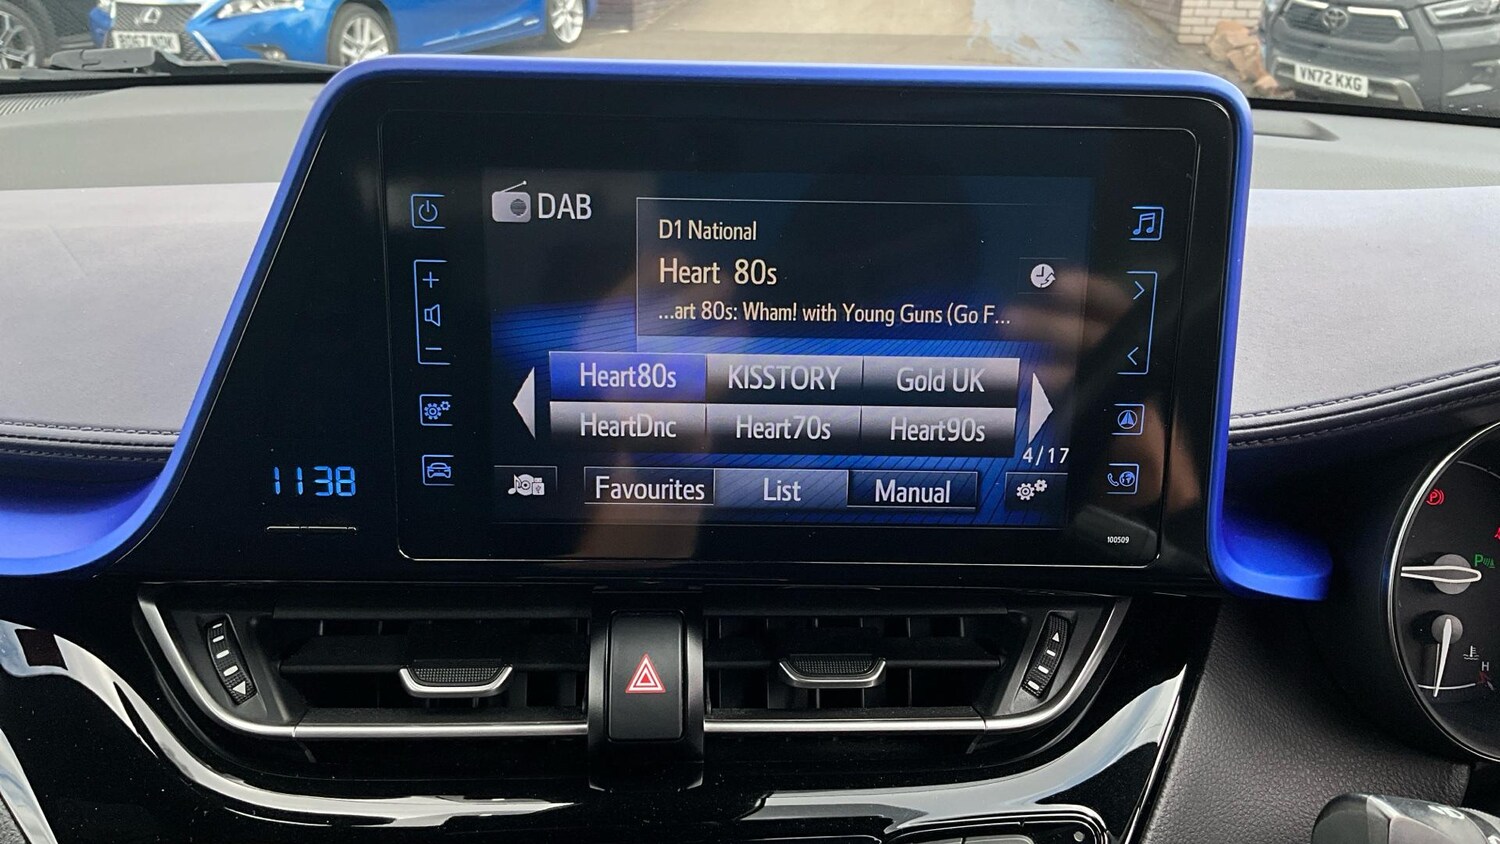 VN72 KXG
DAB
D1 National
Heart 80s
...art 80s: Wham! with Young Guns (Go F...
Heart80s KISSTORY Gold UK
HeartDnc Heart70s Heart90s
4/17
Favourites List Manual
1138
100509
P
H